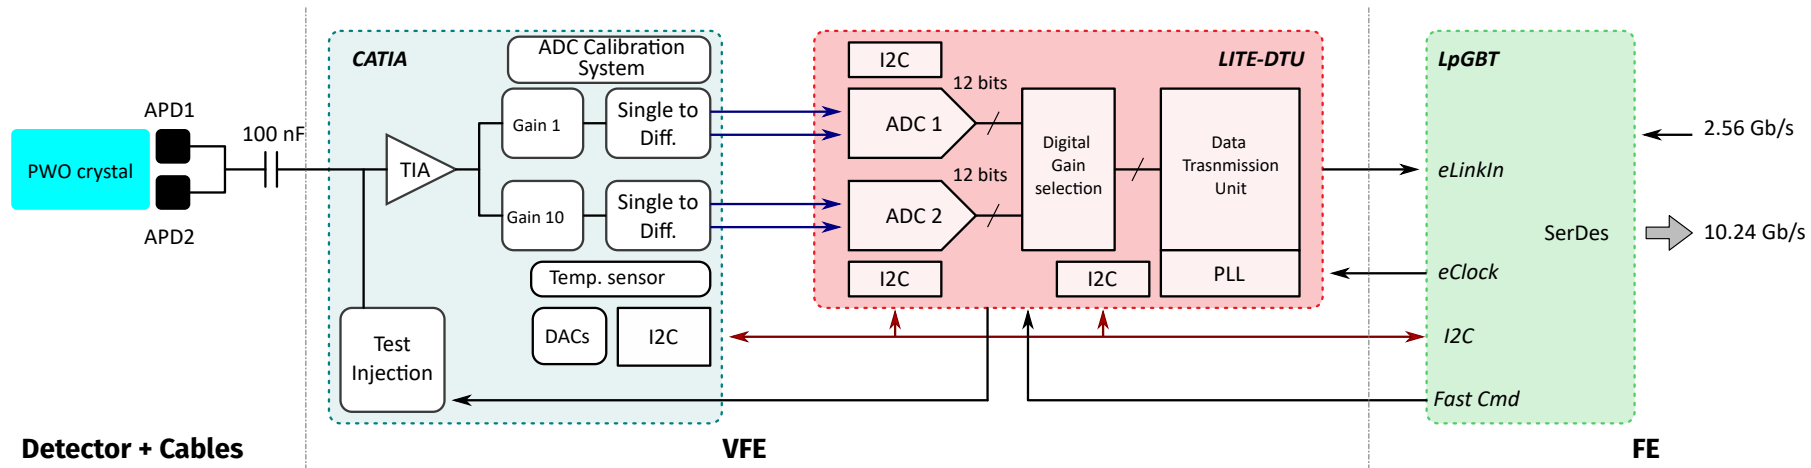 APD1
PWO crystal
APD2
100 nF
Detector + Cables
CATIA
ADC Calibration
System
TIA
Gain 1
Single to
Diff.
Gain 10
Single to
Diff.
Temp. sensor
DACs
I2C
Test
Injection
VFE
LITE-DTU
I2C
12 bits
ADC 1
12 bits
ADC 2
I2C
Digital
Gain
selection
I2C
Data
Trasnmission
Unit
PLL
LpGBT
eLinkIn
SerDes
eClock
I2C
Fast Cmd
2.56 Gb/s
10.24 Gb/s
FE